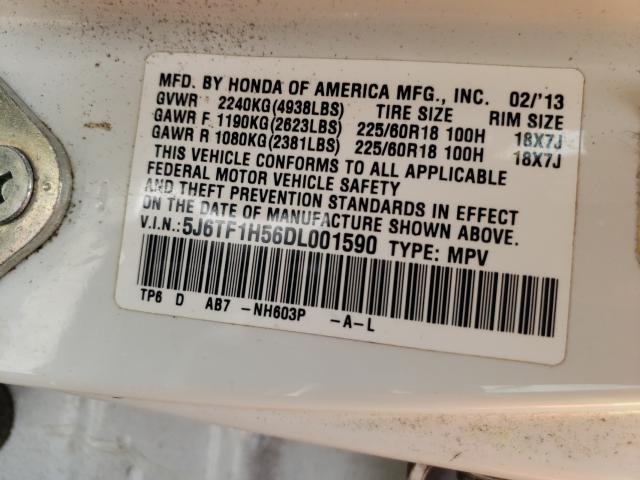 MFD. BY HONDA OF AMERICA MFG., INC. 02/'13
GVWR 2240KG(4938LBS) TIRE SIZE RIM SIZE
GAWR F 1190KG(2623LBS) 225/60R18 100H 18X7J
GAWR R 1080KG(2381LBS) 225/60R18 100H 18X7J
THIS VEHICLE CONFORMS TO ALL APPLICABLE
FEDERAL MOTOR VEHICLE SAFETY
AND THEFT PREVENTION STANDARDS IN EFFECT
ON THE DATE OF MANUFACTURE SHOWN ABOVE.
V.I.N.: 5J6TF1H56DL001590 TYPE: MPV
TP6 D AB7 -NH603P -A-L